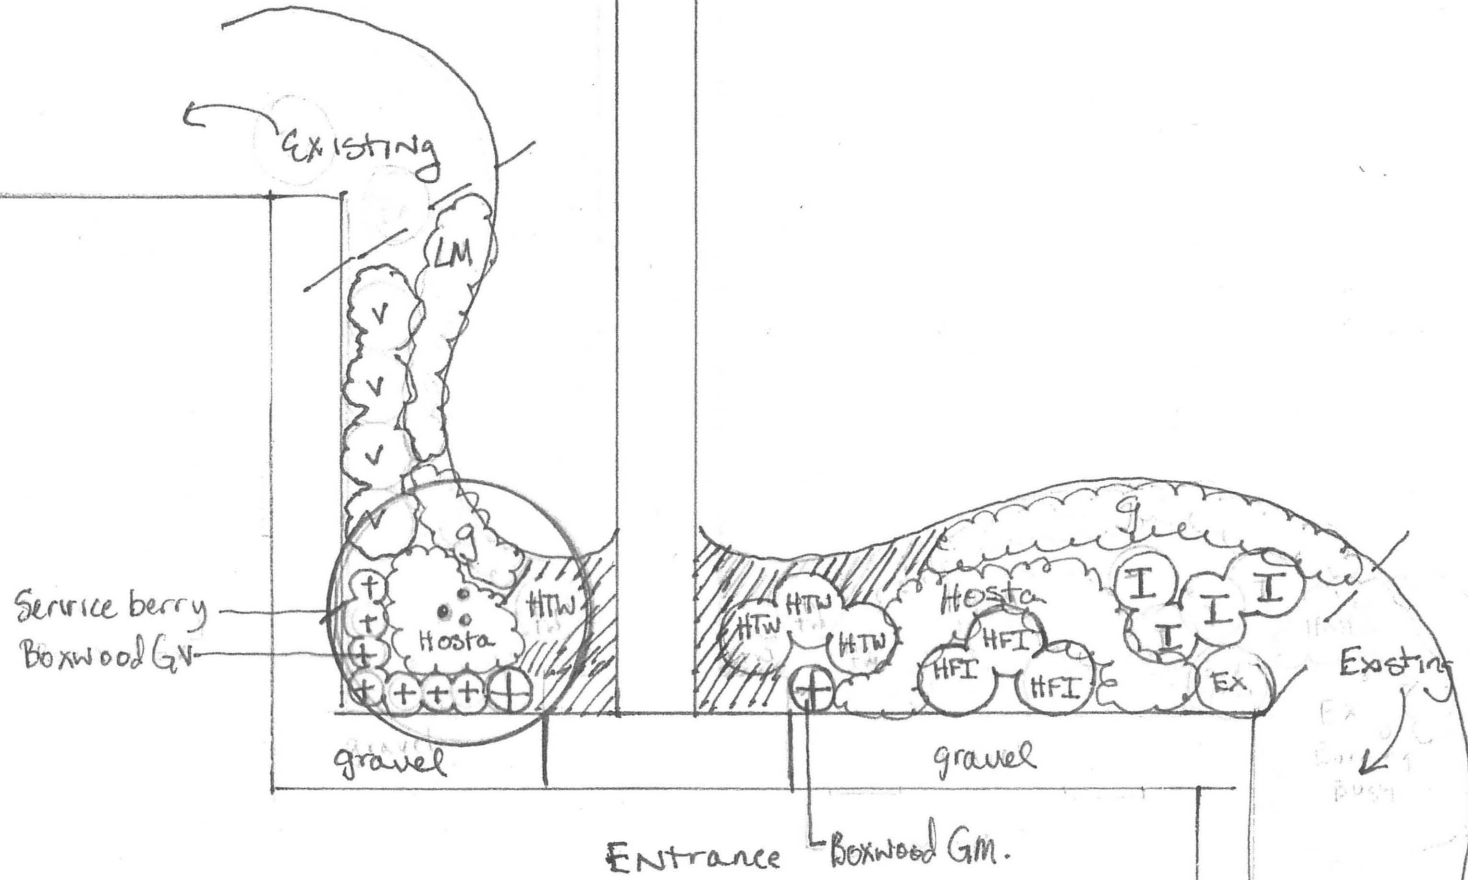 Existing
LM
V
V
V
V
g
g
I
I
I
I
Hosta
HTW
HTW
HTW
HTW
Hosta
HFI
HFI
HFI
EX
Existing
Service berry
Boxwood GV
gravel
gravel
Entrance
Boxwood GM.